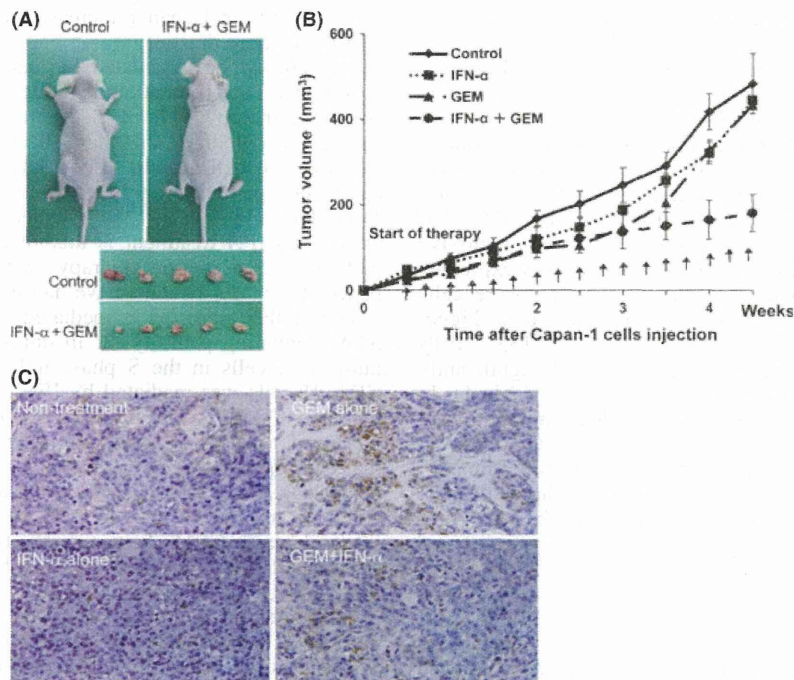 (A)
Control IFN-α + GEM
Control
IFN-α + GEM
(B)
600
400
200
0
Tumor volume (mm³)
Control
IFN-α
GEM
IFN-α + GEM
Start of therapy
0 1 2 3 4 Weeks
Time after Capan-1 cells injection
(C)
Non-treatment
GEM alone
IFN-α alone
GEM+IFN-α